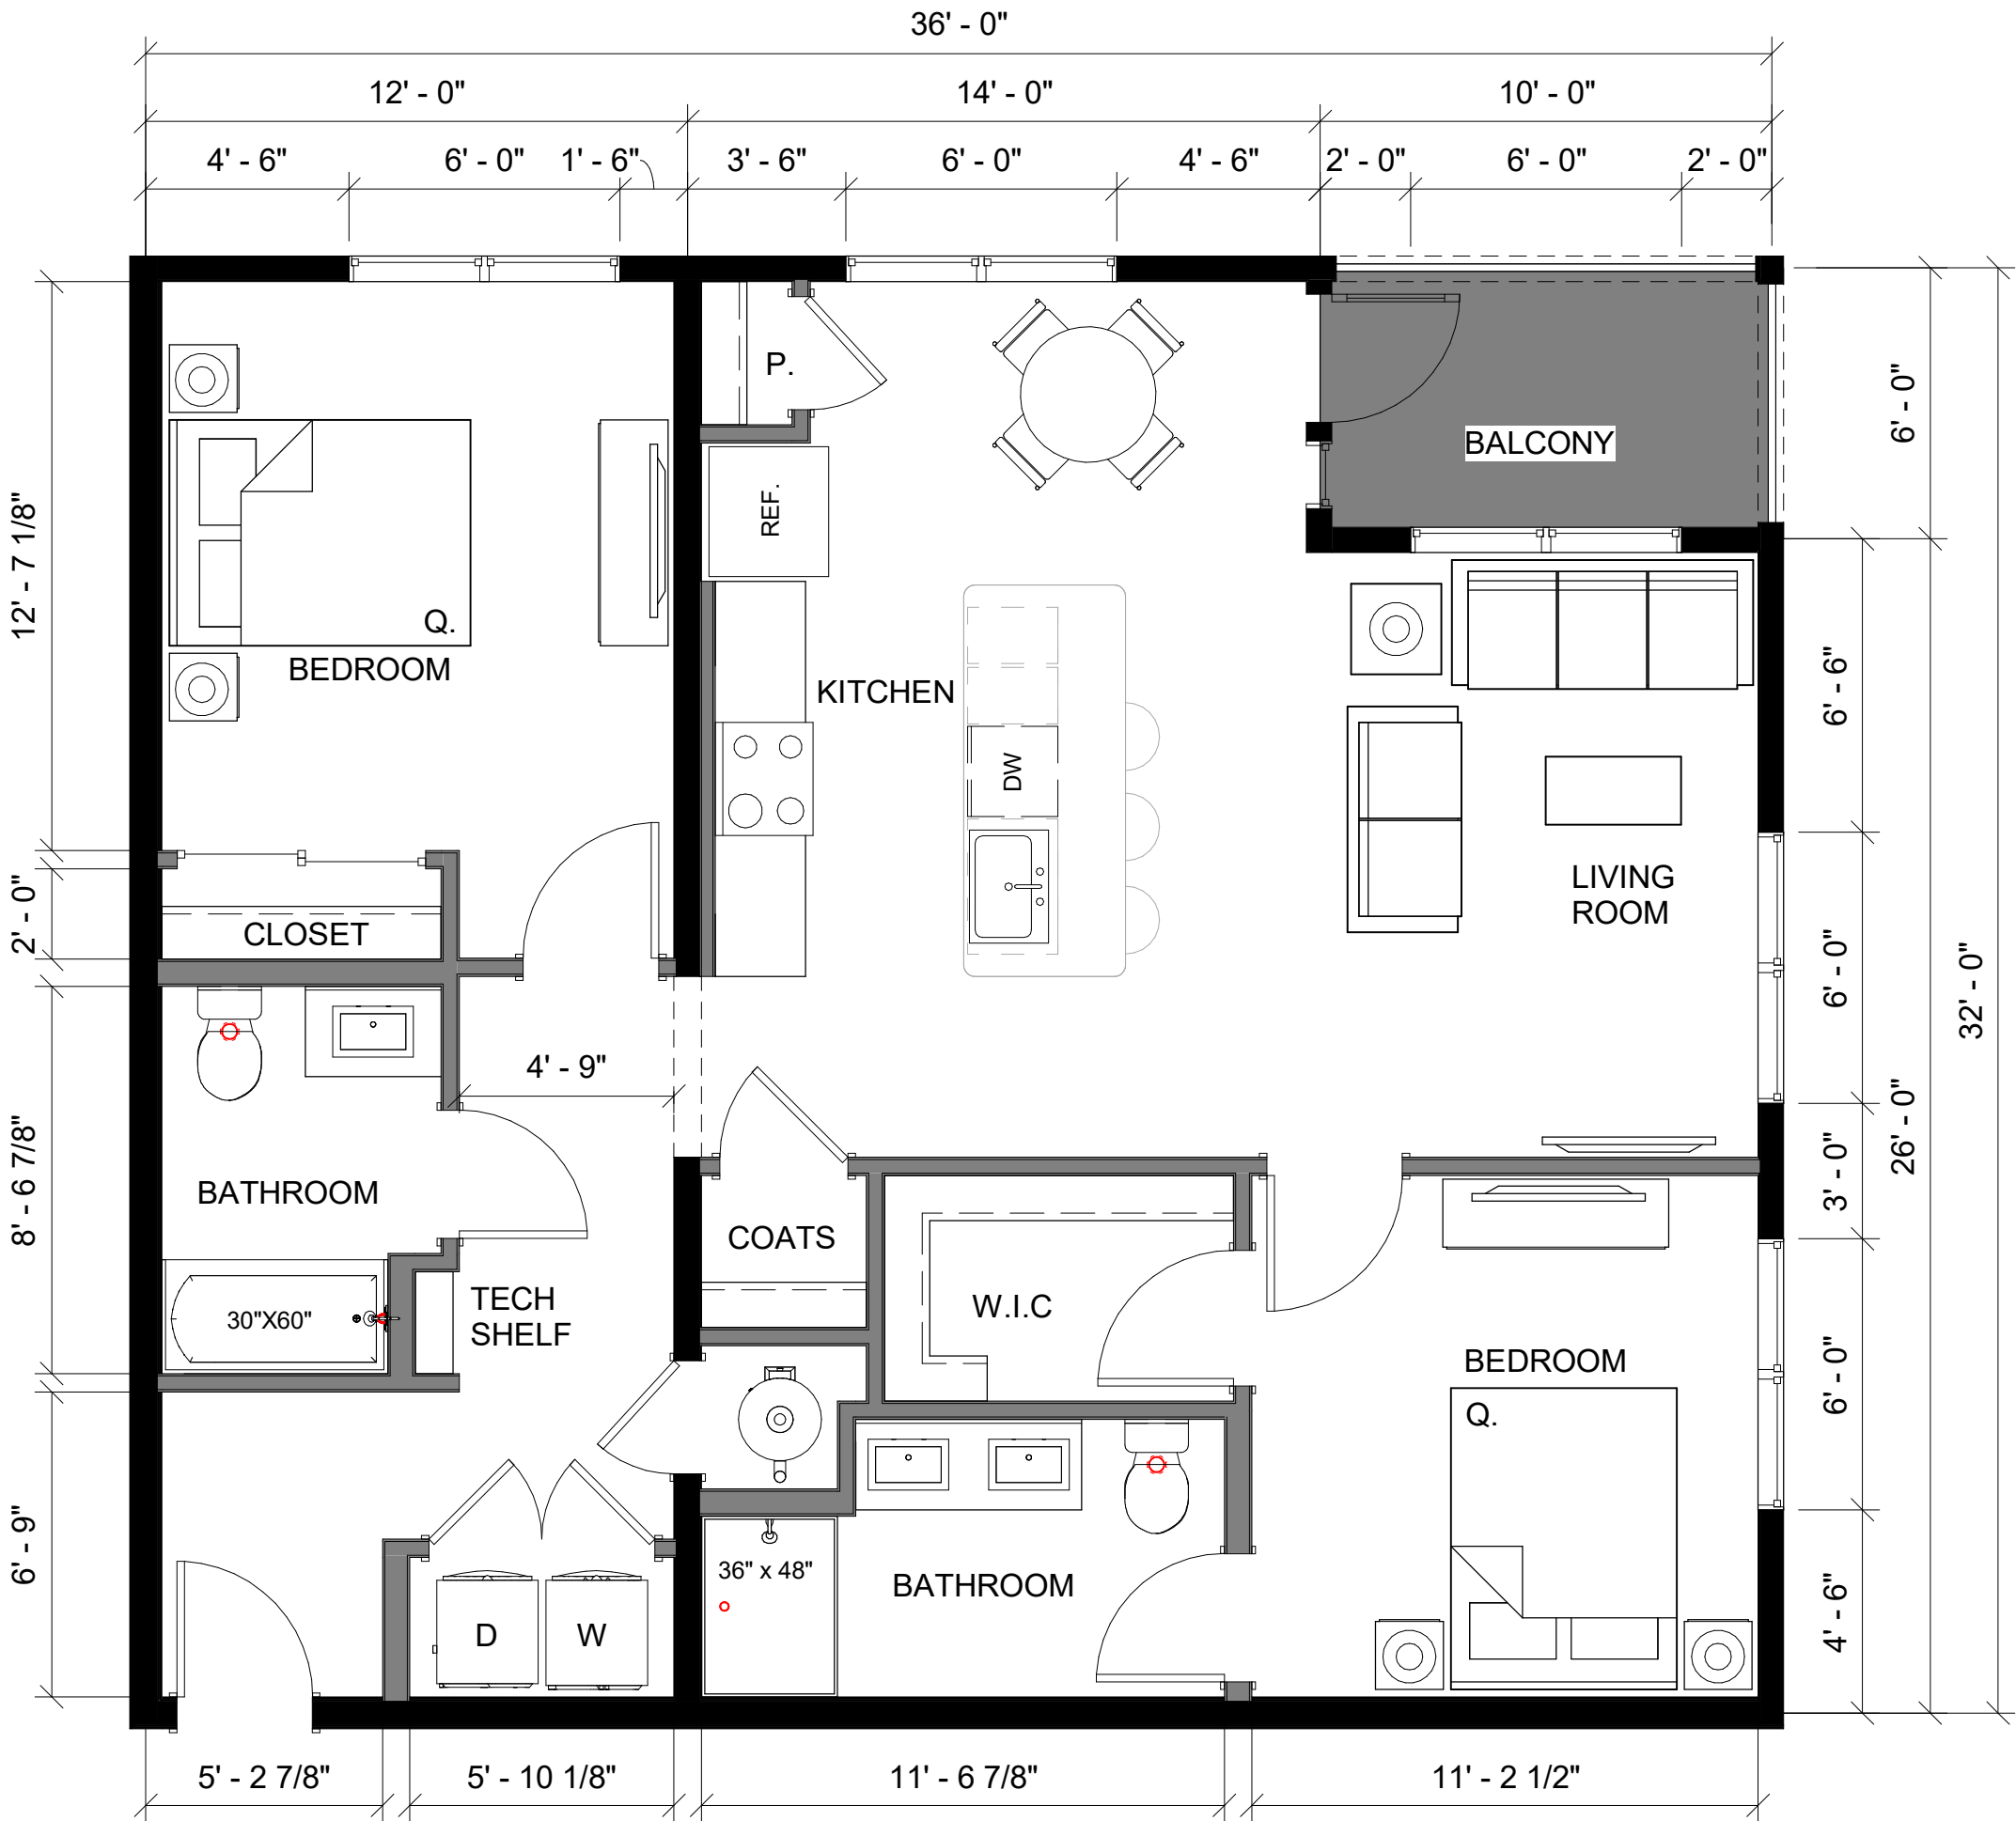 36' - 0"
12' - 0"
14' - 0"
10' - 0"
4' - 6"
6' - 0"
1' - 6"
3' - 6"
6' - 0"
4' - 6"
2' - 0"
6' - 0"
2' - 0"
P.
REF.
BALCONY
6' - 0"
12' - 7 1/8"
Q.
BEDROOM
KITCHEN
DW
6' - 6"
LIVING
ROOM
2' - 0"
CLOSET
6' - 0"
32' - 0"
4' - 9"
26' - 0"
8' - 6 7/8"
BATHROOM
COATS
3' - 0"
TECH
SHELF
30"X60"
W.I.C
BEDROOM
Q.
6' - 0"
6' - 9"
36" x 48"
BATHROOM
D
W
4' - 6"
5' - 2 7/8"
5' - 10 1/8"
11' - 6 7/8"
11' - 2 1/2"